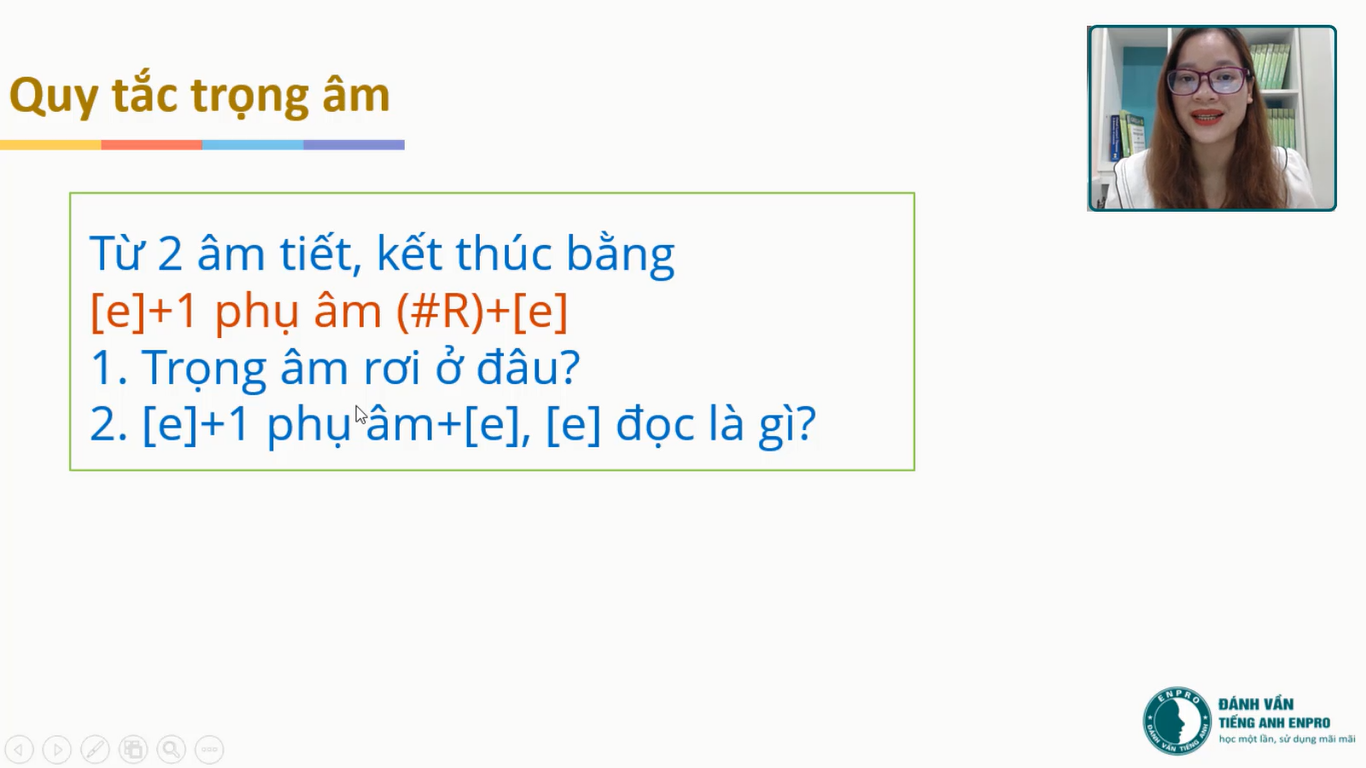 Quy tắc trọng âm
Từ 2 âm tiết, kết thúc bằng
[e]+1 phụ âm (#R)+[e]
1. Trọng âm rơi ở đâu?
2. [e]+1 phụ âm+[e], [e] đọc là gì?
ENPRO
ĐÁNH VẦN TIẾNG ANH
ĐÁNH VẦN
TIẾNG ANH ENPRO
học một lần, sử dụng mãi mãi